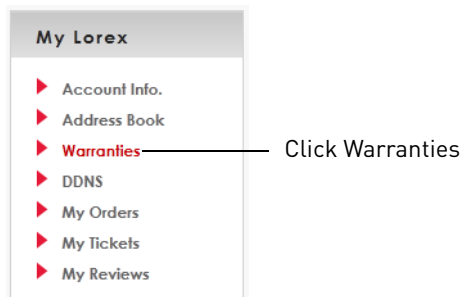 My Lorex
Account Info.
Address Book
Warranties Click Warranties
DDNS
My Orders
My Tickets
My Reviews